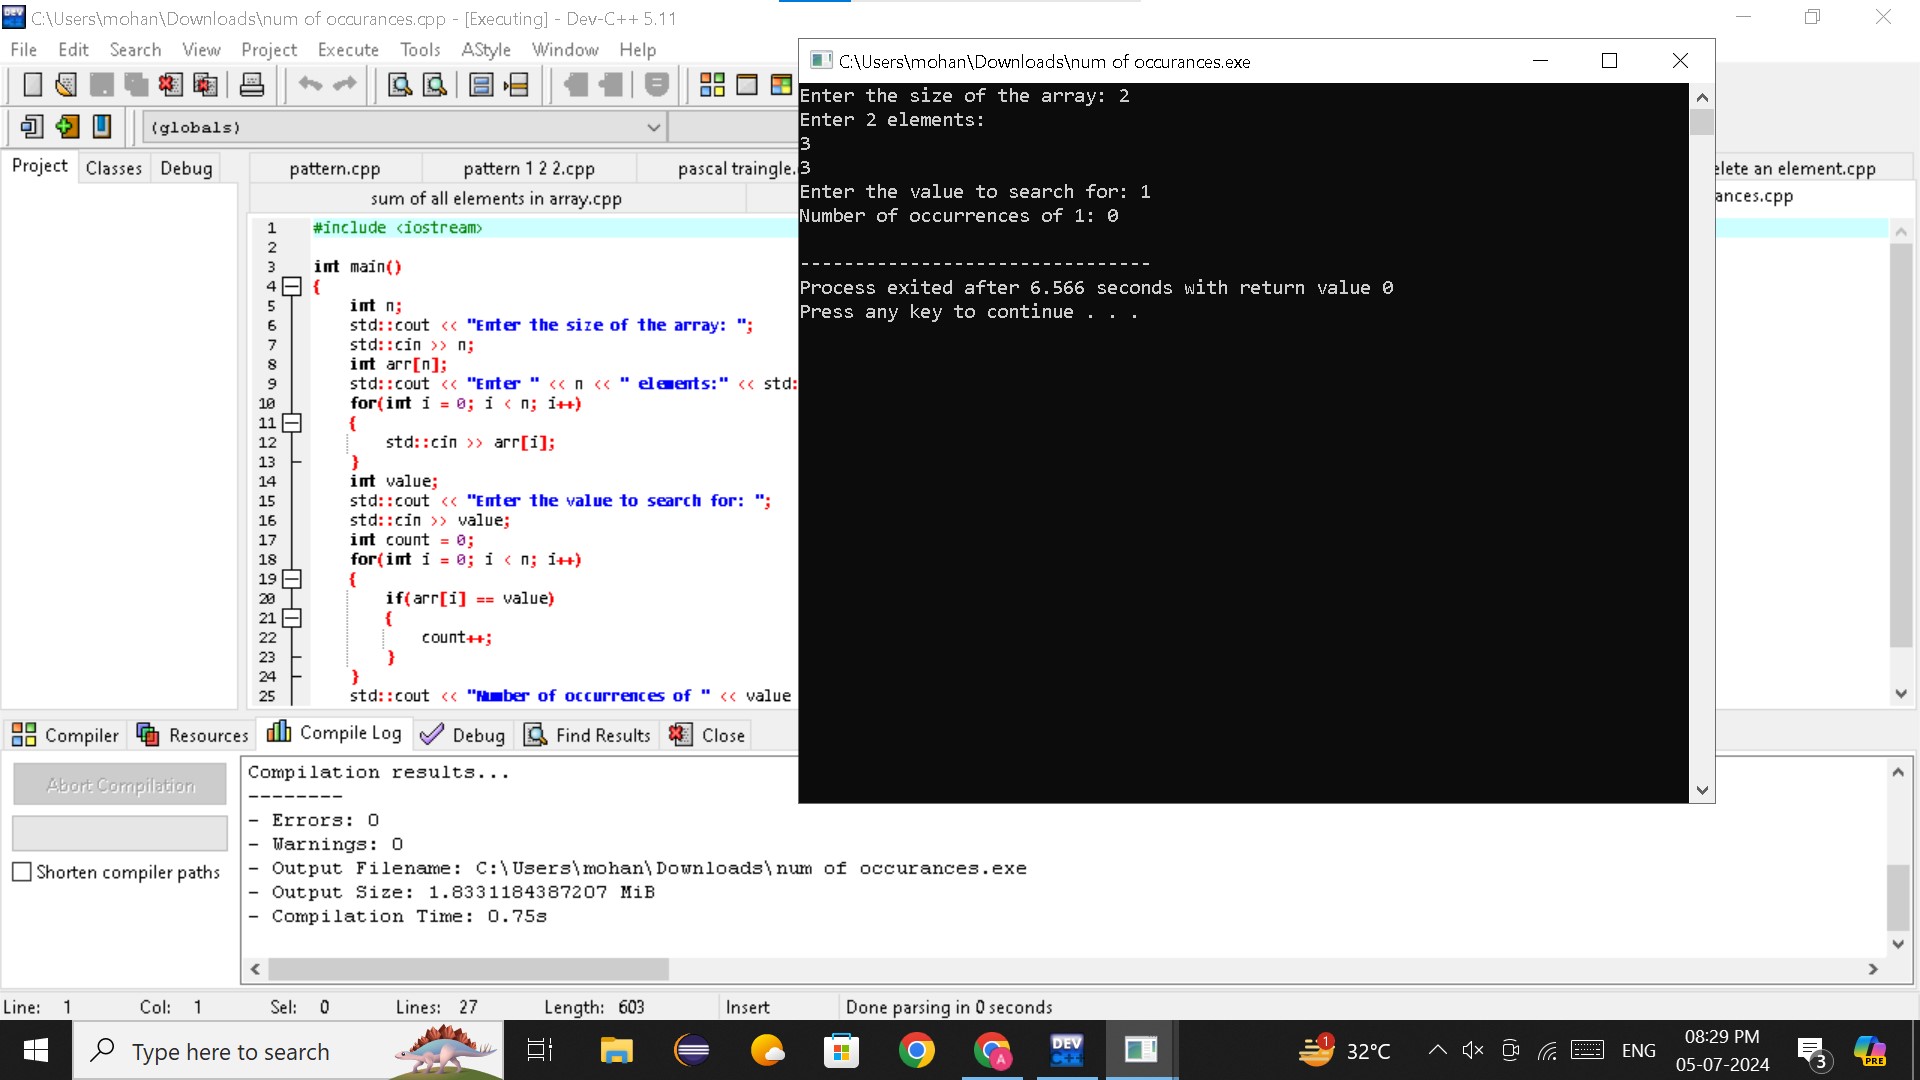 C:\Users\mohan\Downloads\num of occurances.cpp - [Executing] - Dev-C++ 5.11
File Edit Search View Project Execute Tools AStyle Window Help
(globals)
Project Classes Debug
pattern.cpp pattern 1 2 2.cpp pascal traingle. elete an element.cpp
sum of all elements in array.cpp ances.cpp
1 #include <iostream>
2
3 int main()
4 {
5 int n;
6 std::cout << "Enter the size of the array: ";
7 std::cin >> n;
8 int arr[n];
9 std::cout << "Enter " << n << " elements:" << std:
10 for(int i = 0; i < n; i++)
11 {
12 std::cin >> arr[i];
13 }
14 int value;
15 std::cout << "Enter the value to search for: ";
16 std::cin >> value;
17 int count = 0;
18 for(int i = 0; i < n; i++)
19 {
20 if(arr[i] == value)
21 {
22 count++;
23 }
24 }
25 std::cout << "Number of occurrences of " << value
C:\Users\mohan\Downloads\num of occurances.exe
Enter the size of the array: 2
Enter 2 elements:
3
3
Enter the value to search for: 1
Number of occurrences of 1: 0
--------------------------------
Process exited after 6.566 seconds with return value 0
Press any key to continue . . .
Compiler Resources Compile Log Debug Find Results Close
Abort Compilation
Shorten compiler paths
Compilation results...
--------
- Errors: 0
- Warnings: 0
- Output Filename: C:\Users\mohan\Downloads\num of occurances.exe
- Output Size: 1.8331184387207 MiB
- Compilation Time: 0.75s
Line: 1 Col: 1 Sel: 0 Lines: 27 Length: 603 Insert Done parsing in 0 seconds
Type here to search
DEV C++
A
1
32°C
ENG
08:29 PM
05-07-2024
3
PRE